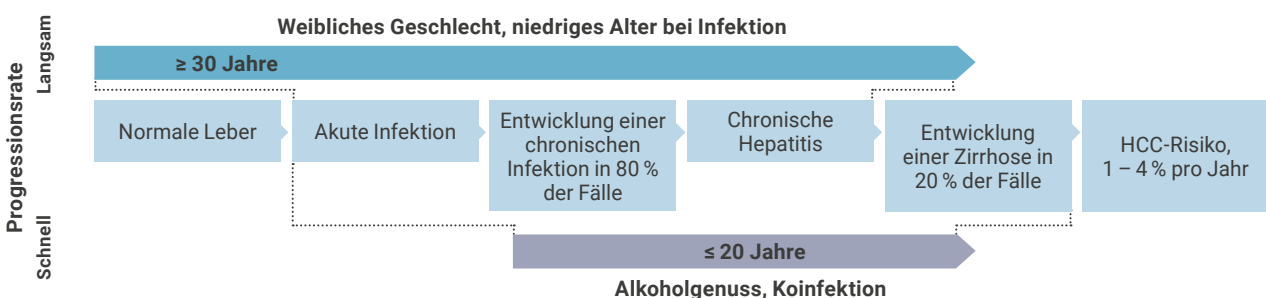 Weibliches Geschlecht, niedriges Alter bei Infektion
Progressionsrate
Langsam
≥ 30 Jahre
Normale Leber
Akute Infektion
Entwicklung einer
chronischen
Infektion in 80 %
der Fälle
Chronische
Hepatitis
Entwicklung
einer Zirrhose in
20 % der Fälle
HCC-Risiko,
1 – 4 % pro Jahr
Schnell
≤ 20 Jahre
Alkoholgenuss, Koinfektion